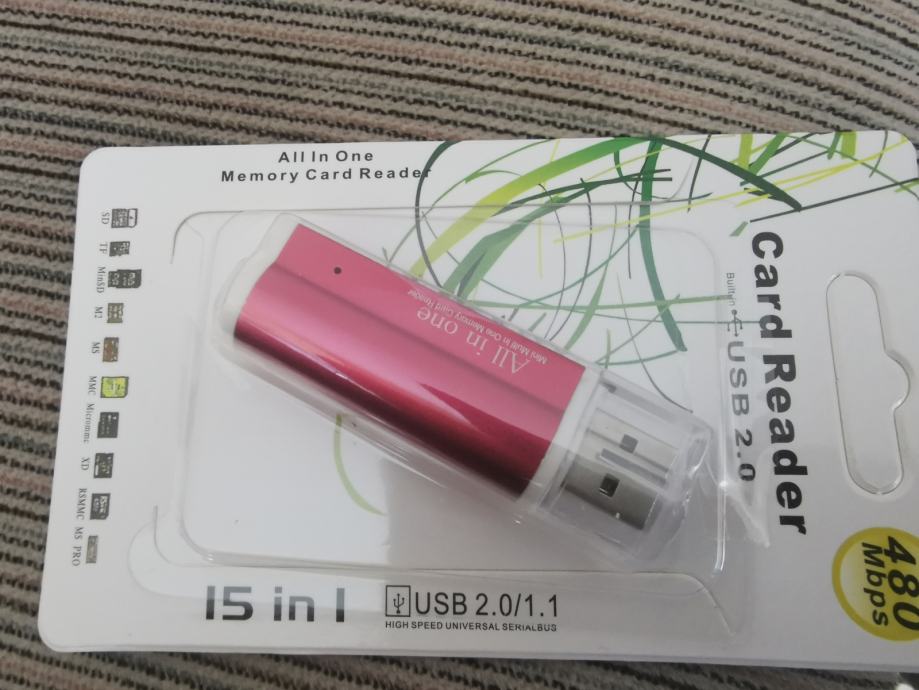 All In One
Memory Card Reader
SD
TF
MiniSD
M2
MS
MMC
Micrommc
XD
RSMMC
MS PRO
All in one
Mini Multi In One Memory Card Reader
Card Reader
Built-in USB 2.0
480
Mbps
15 in 1
USB 2.0/1.1
HIGH SPEED UNIVERSAL SERIALBUS